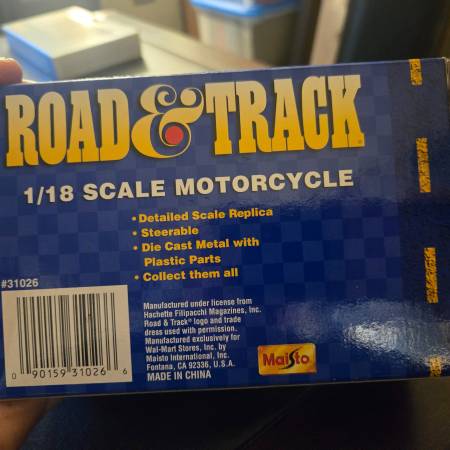 ROAD & TRACK
1/18 SCALE MOTORCYCLE
• Detailed Scale Replica
• Steerable
• Die Cast Metal with
Plastic Parts
• Collect them all
#31026
Manufactured under license from
Hachette Filipacchi Magazines, Inc.
Road & Track® logo and trade
dress used with permission.
Manufactured exclusively for
Wal-Mart Stores, Inc. by
Maisto International, Inc.
Fontana, CA 92336, U.S.A.
MADE IN CHINA
Maisto
0 90159 31026 6